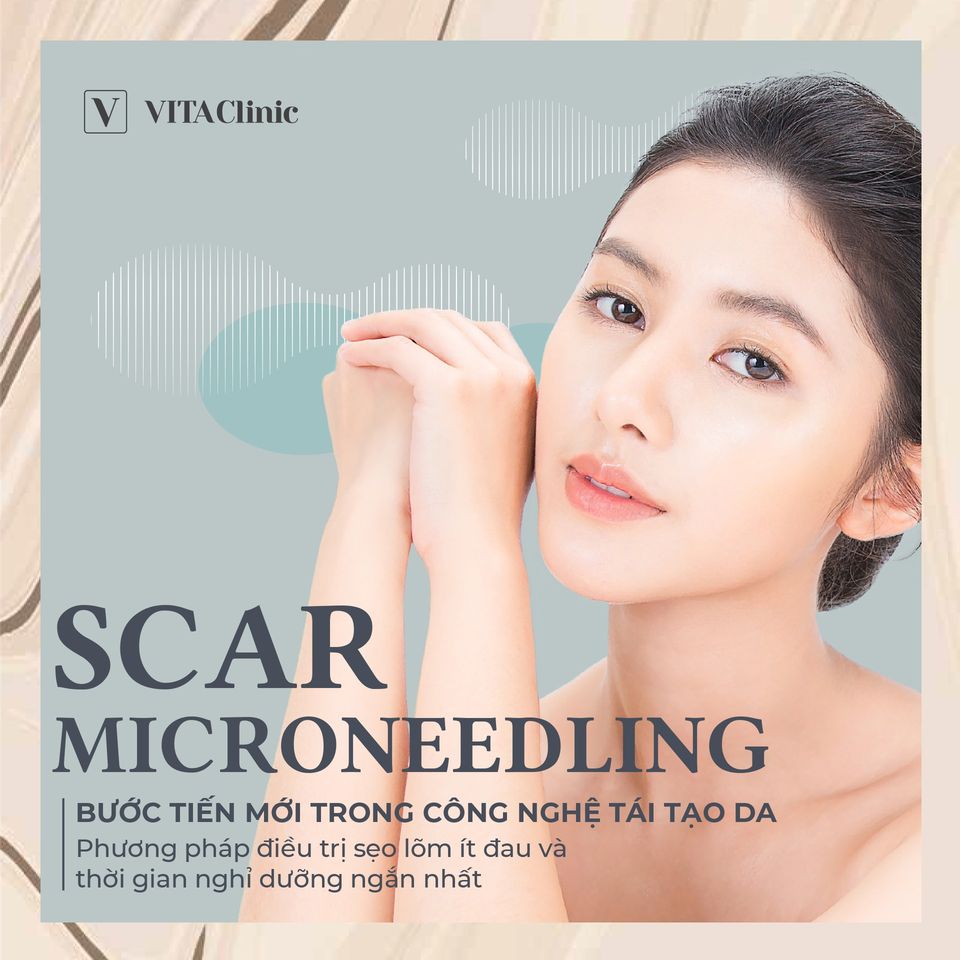 V VITAClinic
SCAR
MICRONEEDLING
BƯỚC TIẾN MỚI TRONG CÔNG NGHỆ TÁI TẠO DA
Phương pháp điều trị sẹo lõm ít đau và
thời gian nghỉ dưỡng ngắn nhất